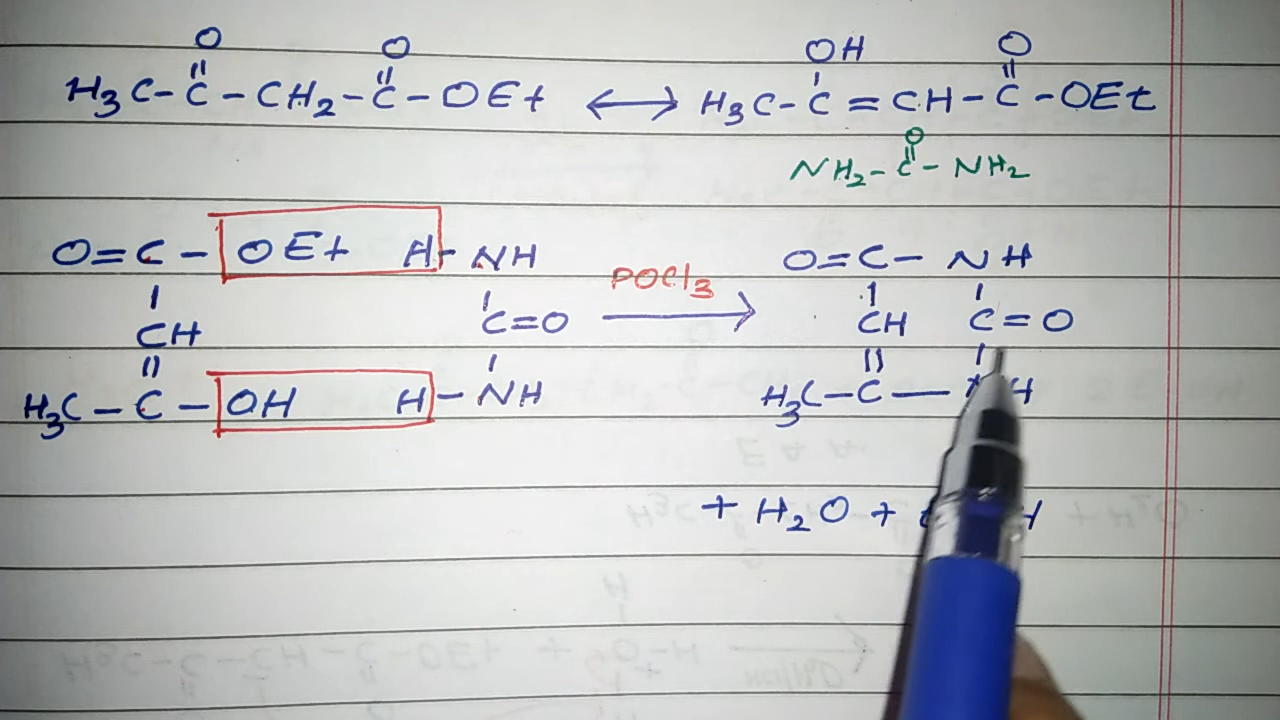 O O OH O
H3C-C-CH2-C-OEt ⟷ H3C-C=CH-C-OEt
O
NH2-C-NH2
O=C-OEt H-NH POCl3 O=C-NH
CH C=O ⟶ CH C=O
H3C-C-OH H-NH H3C-C—NH
+ H2O +